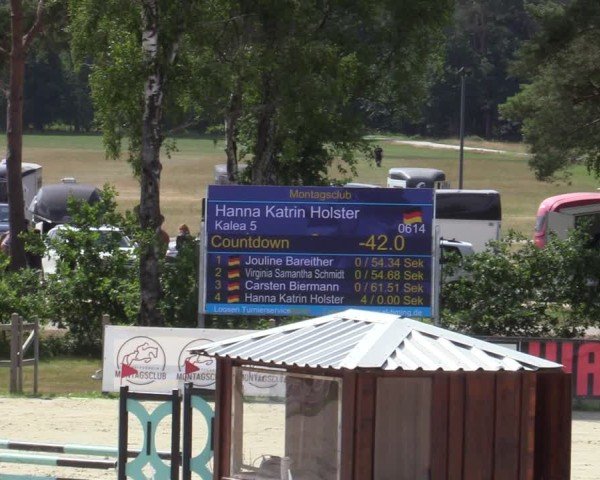 Montagsclub
Hanna Katrin Holster
Kalea 5 0614
Countdown -42.0
1 Jouline Bareither 0 / 54.34 Sek
2 Virginia Samantha Schmidt 0 / 54.68 Sek
3 Carsten Biermann 0 / 61.51 Sek
4 Hanna Katrin Holster 4 / 0.00 Sek
Loosen Turnierservice
MONTAGSCLUB
MONTAGSCLUB